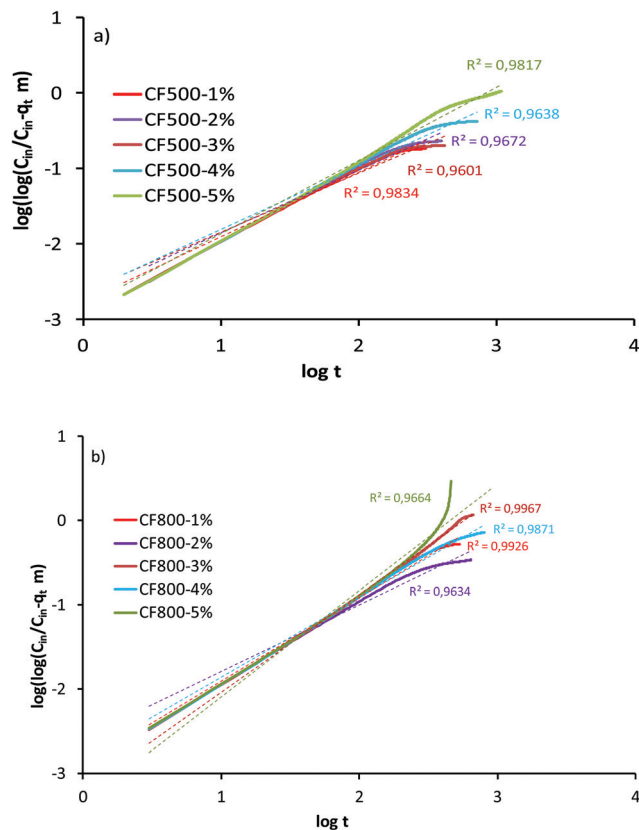 a)
log(log(C_in/C_in-q_t m)
1
0
-1
-2
-3
CF500-1%
CF500-2%
CF500-3%
CF500-4%
CF500-5%
R² = 0,9817
R² = 0,9638
R² = 0,9672
R² = 0,9601
R² = 0,9834
0 1 2 3 4
log t
b)
log(log(C_in/C_in-q_t m)
1
0
-1
-2
-3
CF800-1%
CF800-2%
CF800-3%
CF800-4%
CF800-5%
R² = 0,9664
R² = 0,9967
R² = 0,9871
R² = 0,9926
R² = 0,9634
0 1 2 3 4
log t